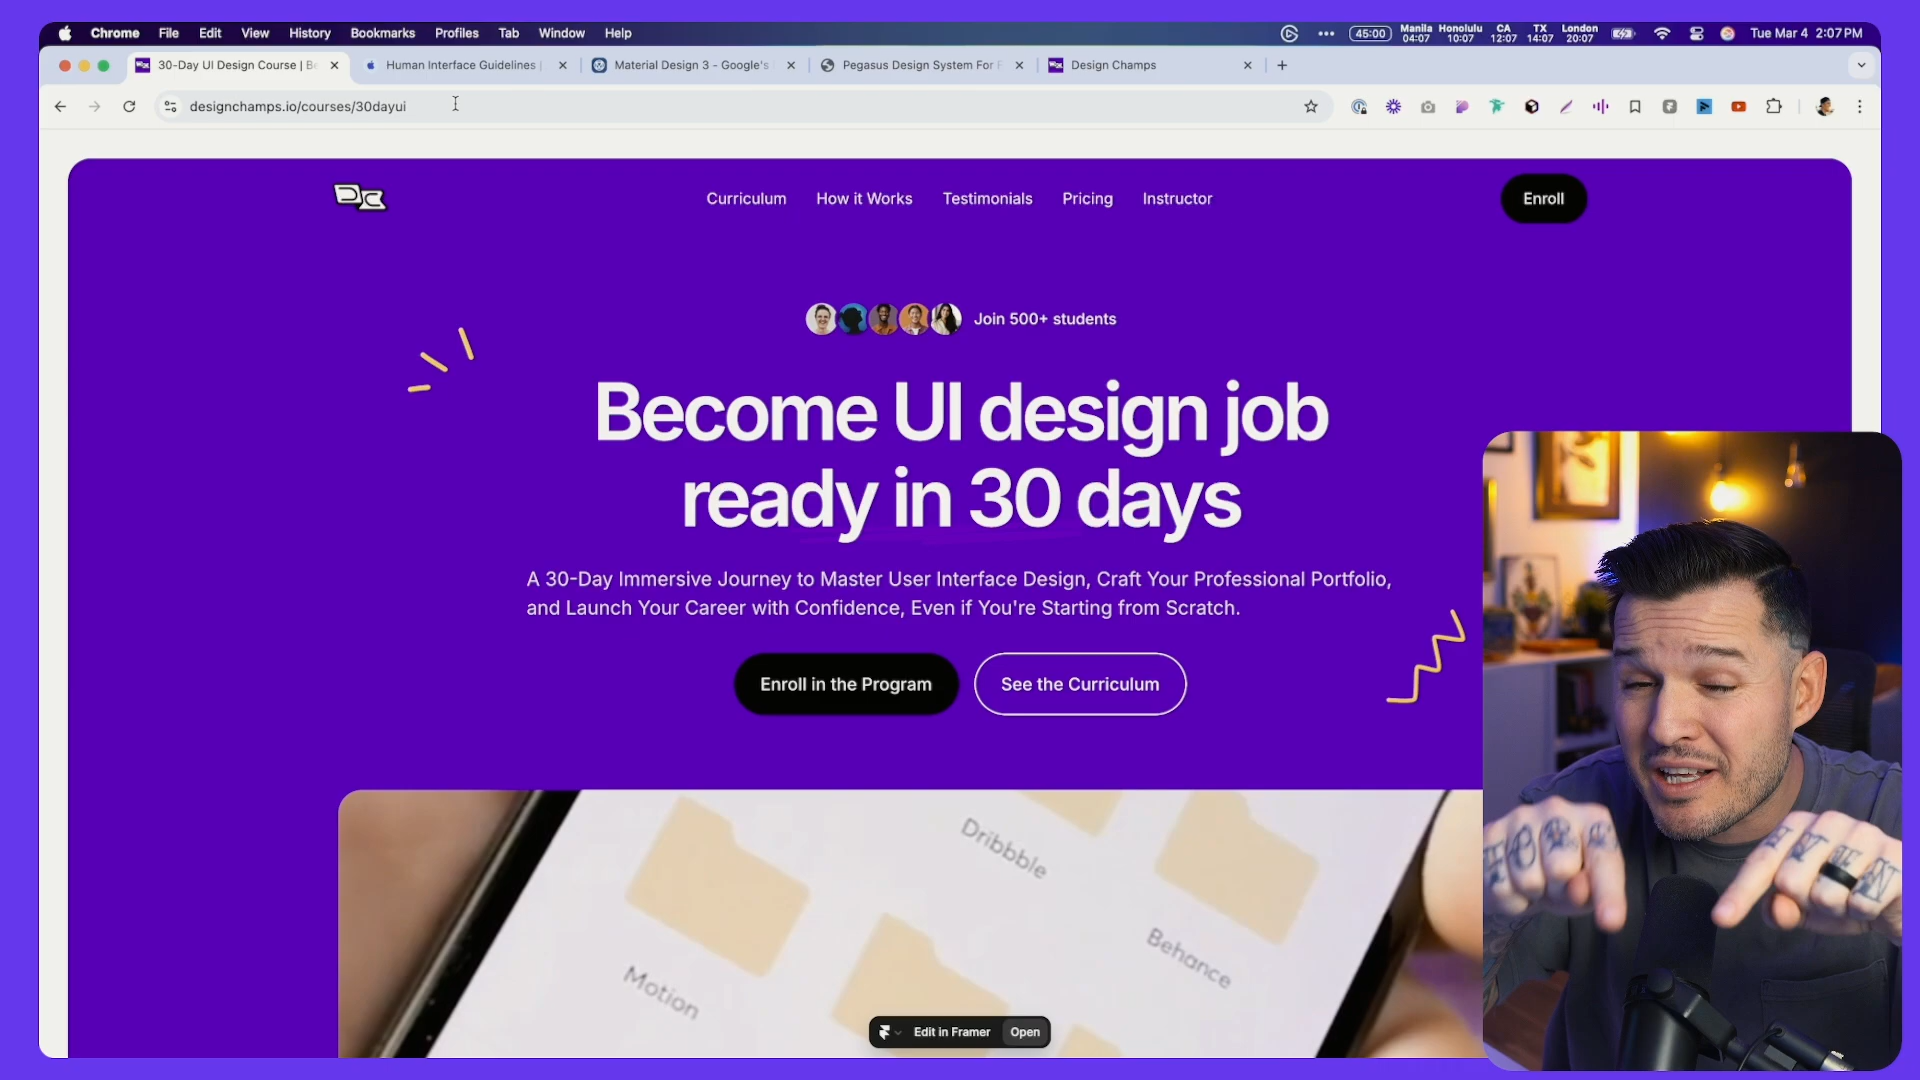 Chrome File Edit View History Bookmarks Profiles Tab Window Help
45:00
Manila Honolulu CA TX London
04:07 10:07 12:07 14:07 20:07
Tue Mar 4 2:07 PM
30-Day UI Design Course | Be
Human Interface Guidelines |
Material Design 3 - Google's
Pegasus Design System For F
Design Champs
designchamps.io/courses/30dayui
DC
Curriculum How it Works Testimonials Pricing Instructor
Enroll
Join 500+ students
Become UI design job
ready in 30 days
A 30-Day Immersive Journey to Master User Interface Design, Craft Your Professional Portfolio,
and Launch Your Career with Confidence, Even if You're Starting from Scratch.
Enroll in the Program
See the Curriculum
Dribbble
Behance
Motion
Edit in Framer Open